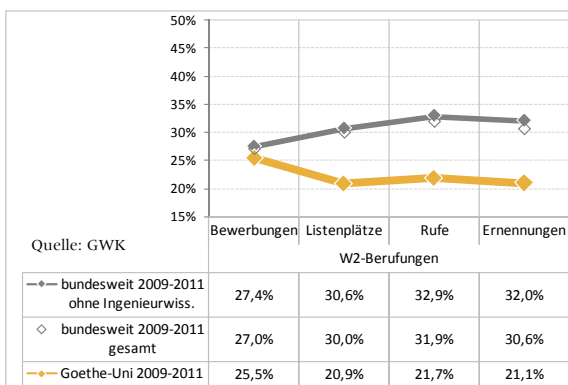 50%
45%
40%
35%
30%
25%
20%
15%
Quelle: GWK
Bewerbungen Listenplätze Rufe Ernennungen
W2-Berufungen
bundesweit 2009-2011
ohne Ingenieurwiss. 27,4% 30,6% 32,9% 32,0%
bundesweit 2009-2011
gesamt 27,0% 30,0% 31,9% 30,6%
Goethe-Uni 2009-2011 25,5% 20,9% 21,7% 21,1%